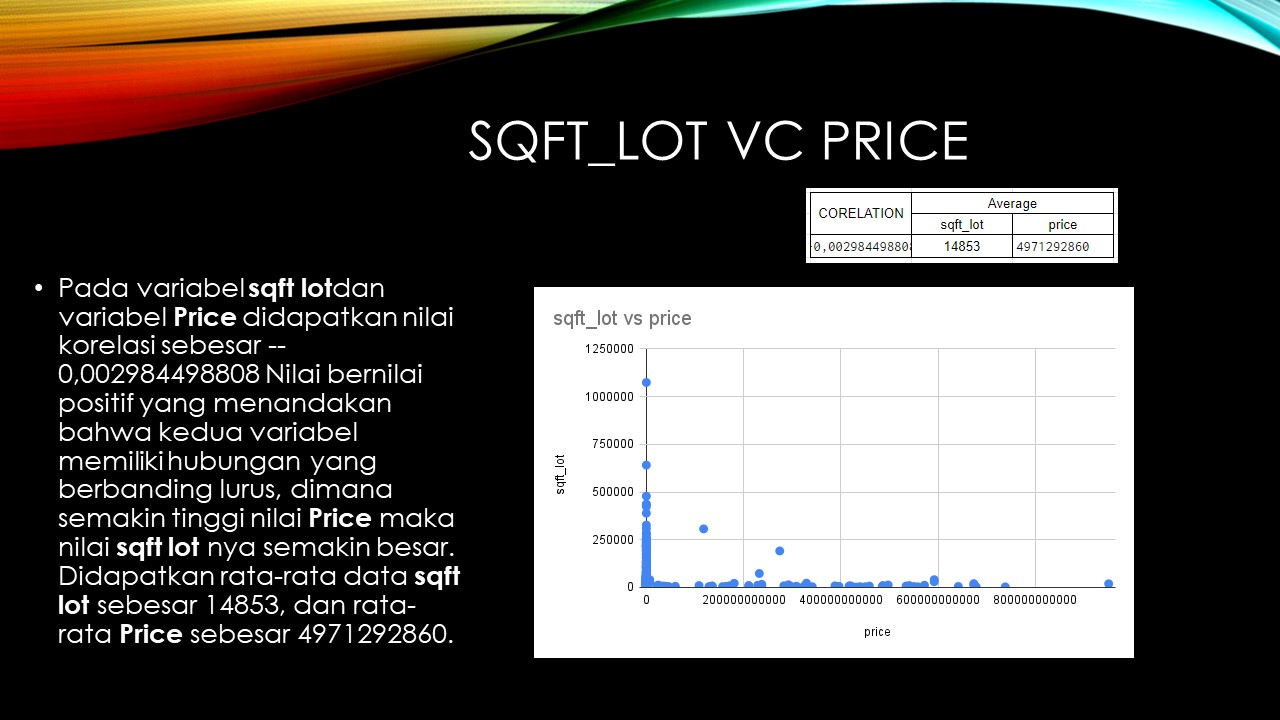 SQFT_LOT VC PRICE
CORELATION
Average
sqft_lot price
0,00298449880 14853 4971292860
• Pada variabel sqft lotdan
variabel Price didapatkan nilai
korelasi sebesar --
0,002984498808 Nilai bernilai
positif yang menandakan
bahwa kedua variabel
memiliki hubungan yang
berbanding lurus, dimana
semakin tinggi nilai Price maka
nilai sqft lot nya semakin besar.
Didapatkan rata-rata data sqft
lot sebesar 14853, dan rata-
rata Price sebesar 4971292860.
sqft_lot vs price
1250000
1000000
750000
500000
250000
0
sqft_lot
0 200000000000 400000000000 600000000000 800000000000
price